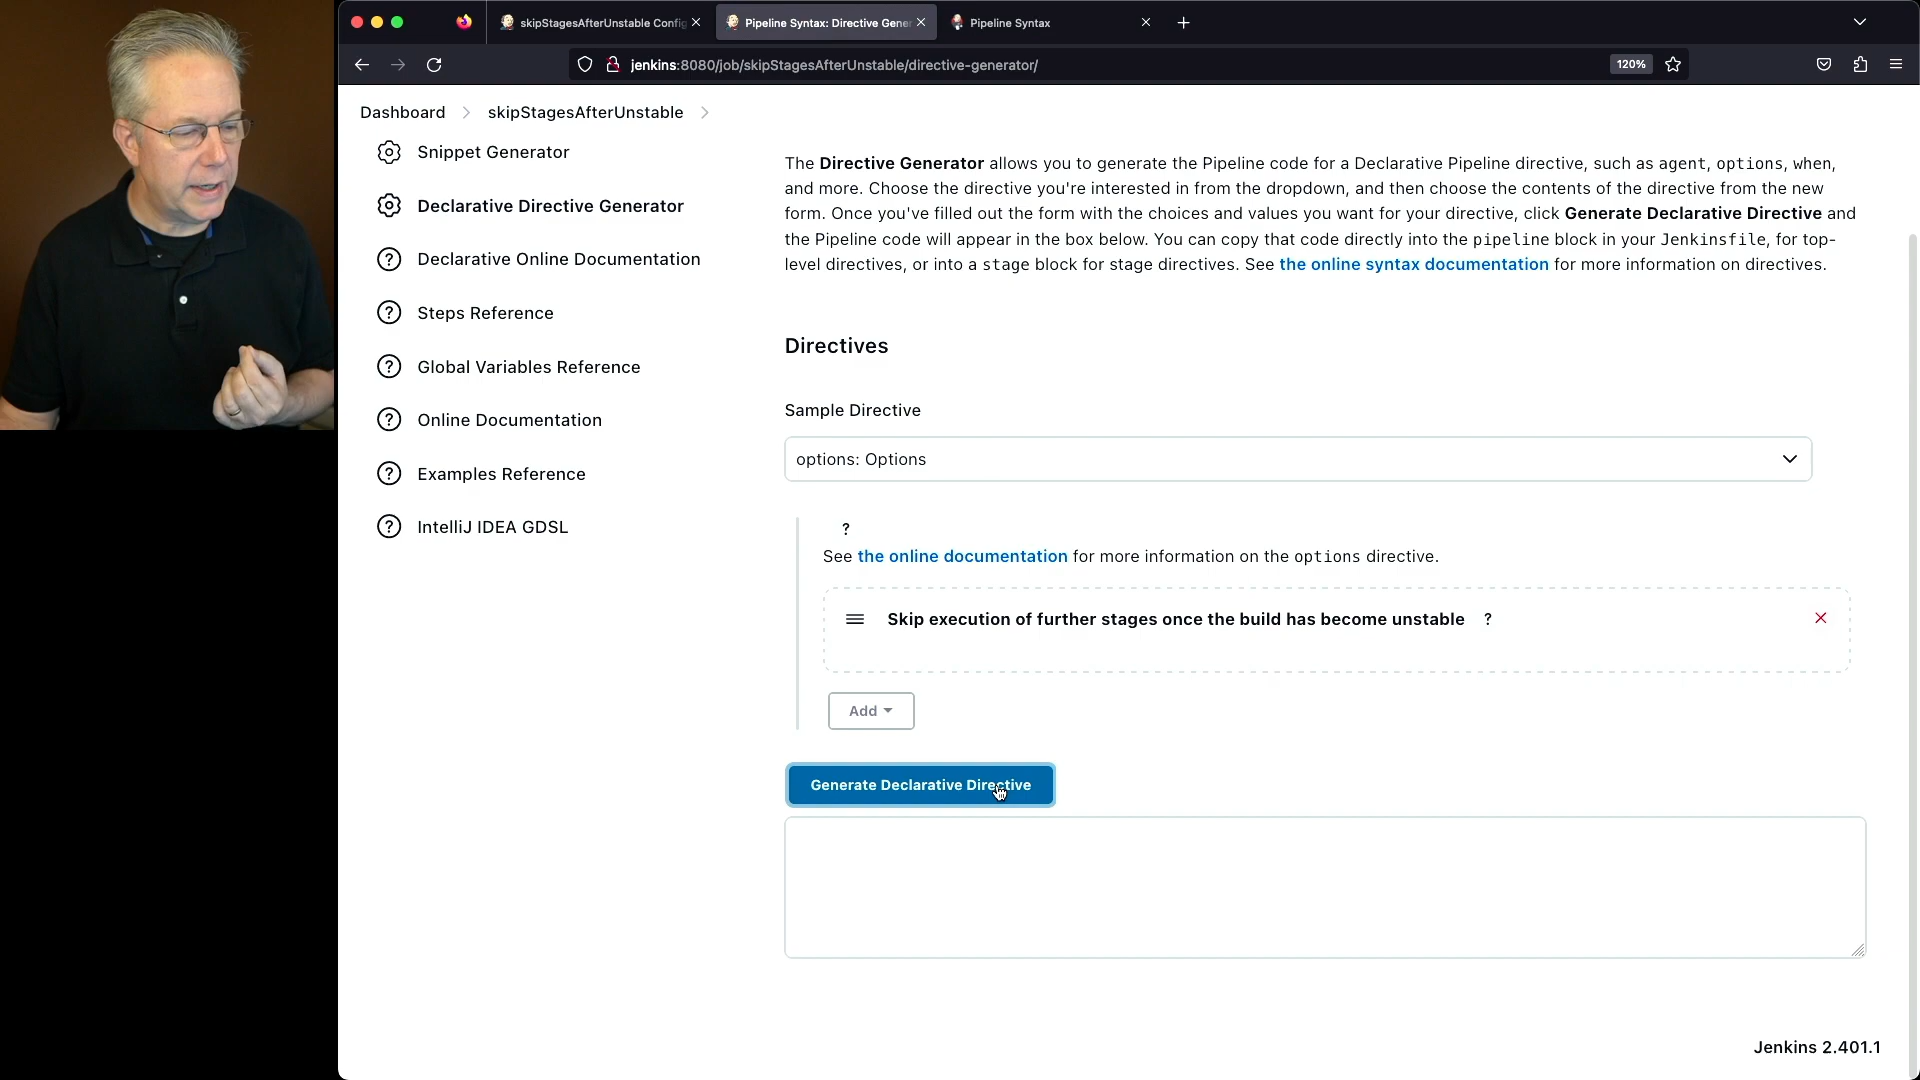 skipStagesAfterUnstable Config
Pipeline Syntax: Directive Gener
Pipeline Syntax
jenkins:8080/job/skipStagesAfterUnstable/directive-generator/
120%
Dashboard
skipStagesAfterUnstable
Snippet Generator
Declarative Directive Generator
Declarative Online Documentation
Steps Reference
Global Variables Reference
Online Documentation
Examples Reference
IntelliJ IDEA GDSL
The Directive Generator allows you to generate the Pipeline code for a Declarative Pipeline directive, such as agent, options, when,
and more. Choose the directive you're interested in from the dropdown, and then choose the contents of the directive from the new
form. Once you've filled out the form with the choices and values you want for your directive, click Generate Declarative Directive and
the Pipeline code will appear in the box below. You can copy that code directly into the pipeline block in your Jenkinsfile, for top-
level directives, or into a stage block for stage directives. See the online syntax documentation for more information on directives.
Directives
Sample Directive
options: Options
?
See the online documentation for more information on the options directive.
Skip execution of further stages once the build has become unstable ?
Add
Generate Declarative Directive
Jenkins 2.401.1